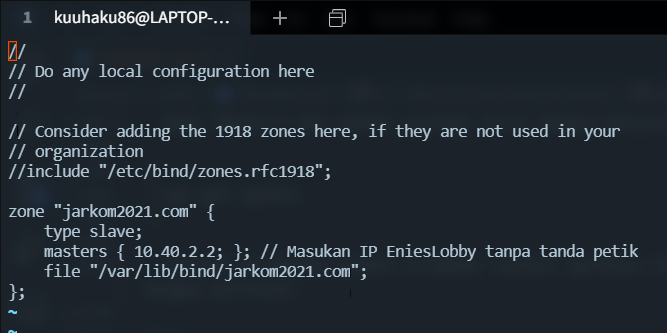 1 kuuhaku86@LAPTOP-...
//
// Do any local configuration here
//
// Consider adding the 1918 zones here, if they are not used in your
// organization
//include "/etc/bind/zones.rfc1918";
zone "jarkom2021.com" {
    type slave;
    masters { 10.40.2.2; }; // Masukan IP EniesLobby tanpa tanda petik
    file "/var/lib/bind/jarkom2021.com";
};
~
~